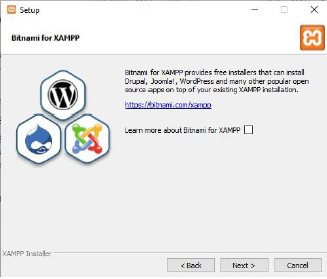 Setup
Bitnami for XAMPP
Bitnami for XAMPP provides free installers that can install
Drupal, Joomla!, WordPress and many other popular open
source apps on top of your existing XAMPP installation.
https://bitnami.com/xampp
Learn more about Bitnami for XAMPP
XAMPP Installer
< Back
Next >
Cancel